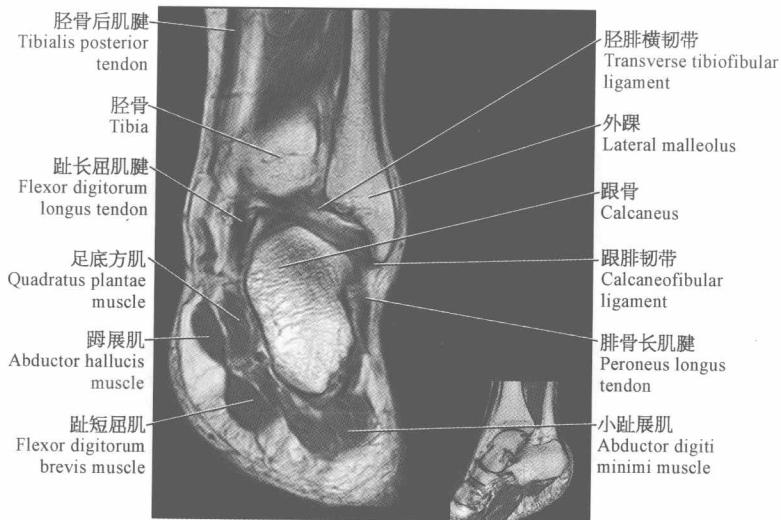 胫骨后肌腱
Tibialis posterior
tendon
胫骨
Tibia
趾长屈肌腱
Flexor digitorum
longus tendon
足底方肌
Quadratus plantae
muscle
踇展肌
Abductor hallucis
muscle
趾短屈肌
Flexor digitorum
brevis muscle
胫腓横韧带
Transverse tibiofibular
ligament
外踝
Lateral malleolus
跟骨
Calcaneus
跟腓韧带
Calcaneofibular
ligament
腓骨长肌腱
Peroneus longus
tendon
小趾展肌
Abductor digiti
minimi muscle